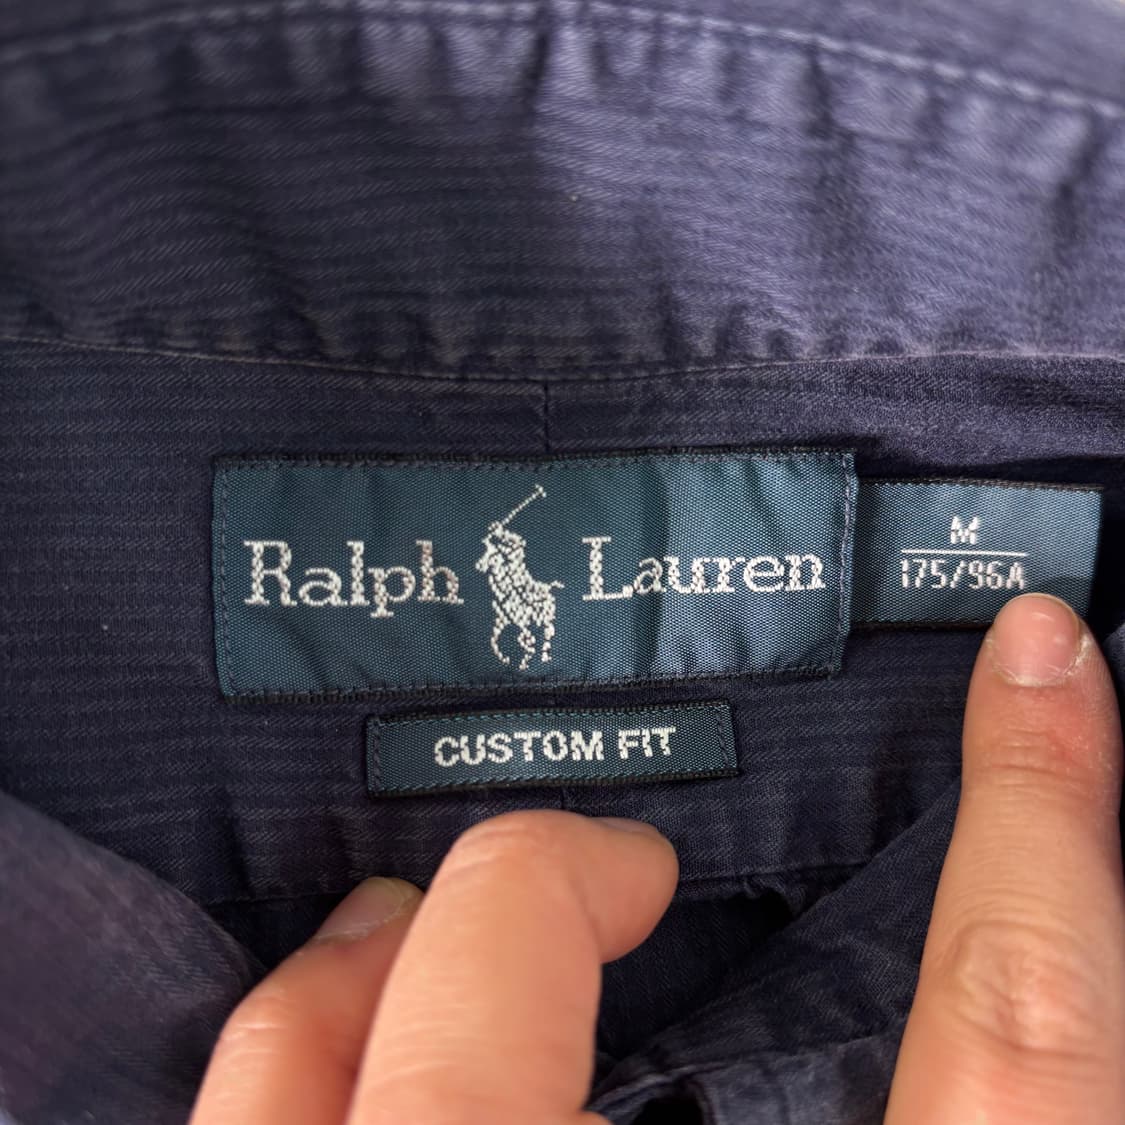 Ralph Lauren
M
175/96A
CUSTOM FIT